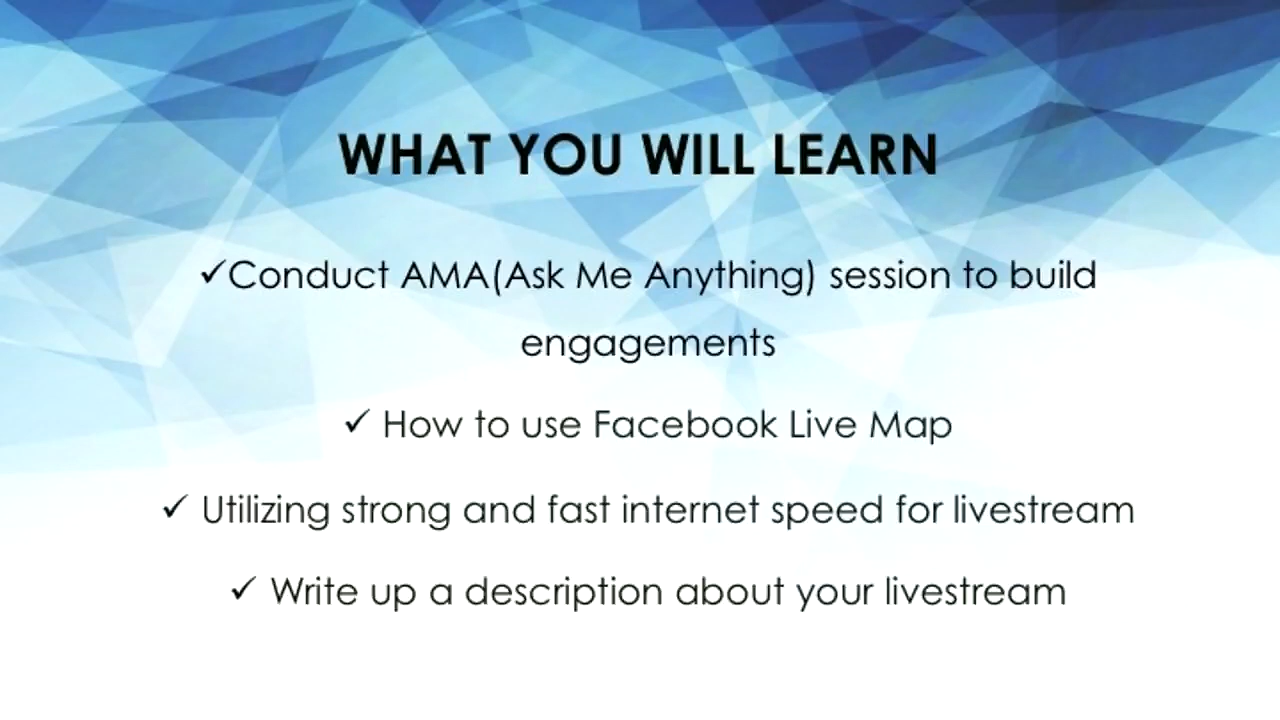 WHAT YOU WILL LEARN
✓Conduct AMA(Ask Me Anything) session to build
engagements
✓ How to use Facebook Live Map
✓ Utilizing strong and fast internet speed for livestream
✓ Write up a description about your livestream